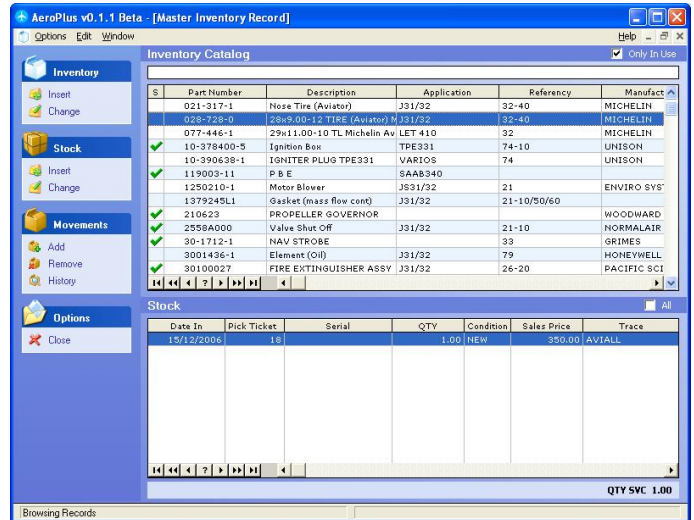 AeroPlus v0.1.1 Beta - [Master Inventory Record]
Options Edit Window Help
Inventory Catalog Only In Use
Inventory
Insert
Change
Stock
Insert
Change
Movements
Add
Remove
History
Options
Close
S Part Number Description Application Referency Manufact
021-317-1 Nose Tire (Aviator) J31/32 32-40 MICHELIN
028-728-0 28x9.00-12 TIRE (Aviator) M J31/32 32-40 MICHELIN
077-446-1 29x11.00-10 TL Michelin Av LET 410 32 MICHELIN
10-378400-5 Ignition Box TPE331 74-10 UNISON
10-390638-1 IGNITER PLUG TPE331 VARIOS 74 UNISON
119003-11 P B E SAAB340
1250210-1 Motor Blower JS31/32 21 ENVIRO SYS
1379245L1 Gasket (mass flow cont) J31/32 21-10/50/60
210623 PROPELLER GOVERNOR WOODWARD
2558A000 Valve Shut Off J31/32 21-10 NORMALAIR
30-1712-1 NAV STROBE 33 GRIMES
3001436-1 Element (Oil) J31/32 79 HONEYWELL
30100027 FIRE EXTINGUISHER ASSY J31/32 26-20 PACIFIC SCI
Stock All
Date In Pick Ticket Serial QTY Condition Sales Price Trace
15/12/2006 18 1.00 NEW 350.00 AVIALL
QTY SVC 1.00
Browsing Records